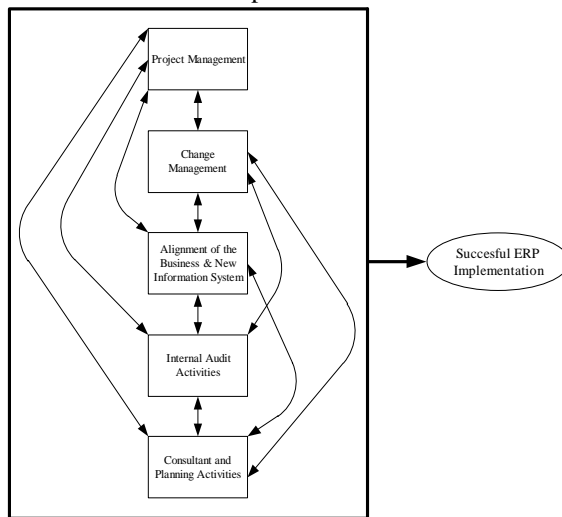 Project Management
Change
Management
Alignment of the
Business & New
Information System
Internal Audit
Activities
Consultant and
Planning Activities
Succesful ERP
Implementation